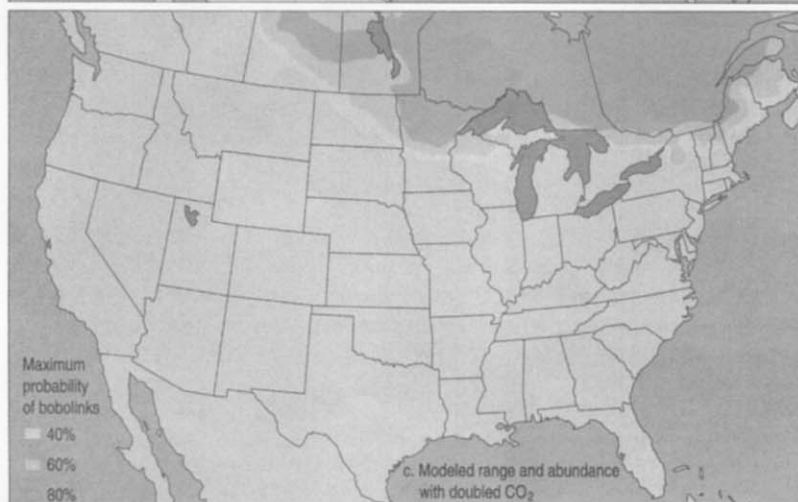 Maximum
probability
of bobolinks
40%
60%
80%
c. Modeled range and abundance
with doubled CO₂